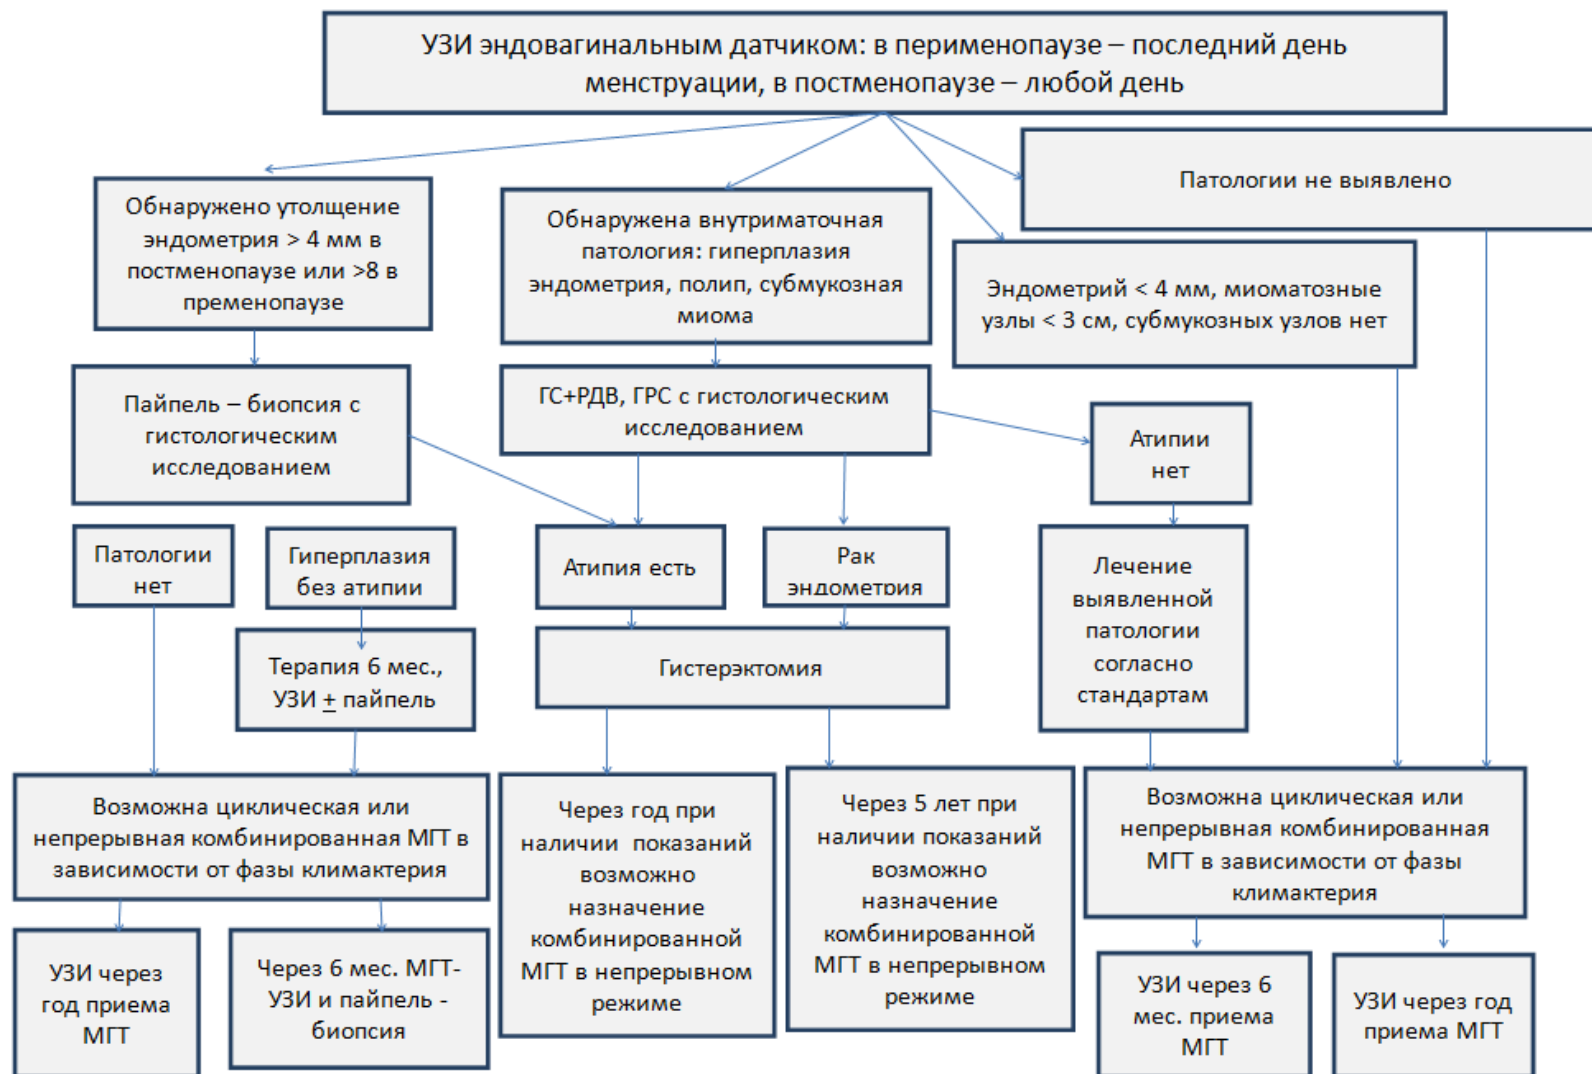 УЗИ эндовагинальным датчиком: в перименопаузе – последний день
менструации, в постменопаузе – любой день
Обнаружено утолщение
эндометрия > 4 мм в
постменопаузе или >8 в
пременопаузе
Обнаружена внутриматочная
патология: гиперплазия
эндометрия, полип, субмукозная
миома
Патологии не выявлено
Эндометрий < 4 мм, миоматозные
узлы < 3 см, субмукозных узлов нет
Пайпель – биопсия с
гистологическим
исследованием
ГС+РДВ, ГРС с гистологическим
исследованием
Атипии
нет
Патологии
нет
Гиперплазия
без атипии
Атипия есть
Рак
эндометрия
Лечение
выявленной
патологии
согласно
стандартам
Терапия 6 мес.,
УЗИ ± пайпель
Гистерэктомия
Возможна циклическая или
непрерывная комбинированная МГТ в
зависимости от фазы климактерия
Через год при
наличии показаний
возможно
назначение
комбинированной
МГТ в непрерывном
режиме
Через 5 лет при
наличии показаний
возможно
назначение
комбинированной
МГТ в непрерывном
режиме
Возможна циклическая или
непрерывная комбинированная
МГТ в зависимости от фазы
климактерия
УЗИ через
год приема
МГТ
Через 6 мес. МГТ-
УЗИ и пайпель -
биопсия
УЗИ через 6
мес. приема
МГТ
УЗИ через год
приема МГТ